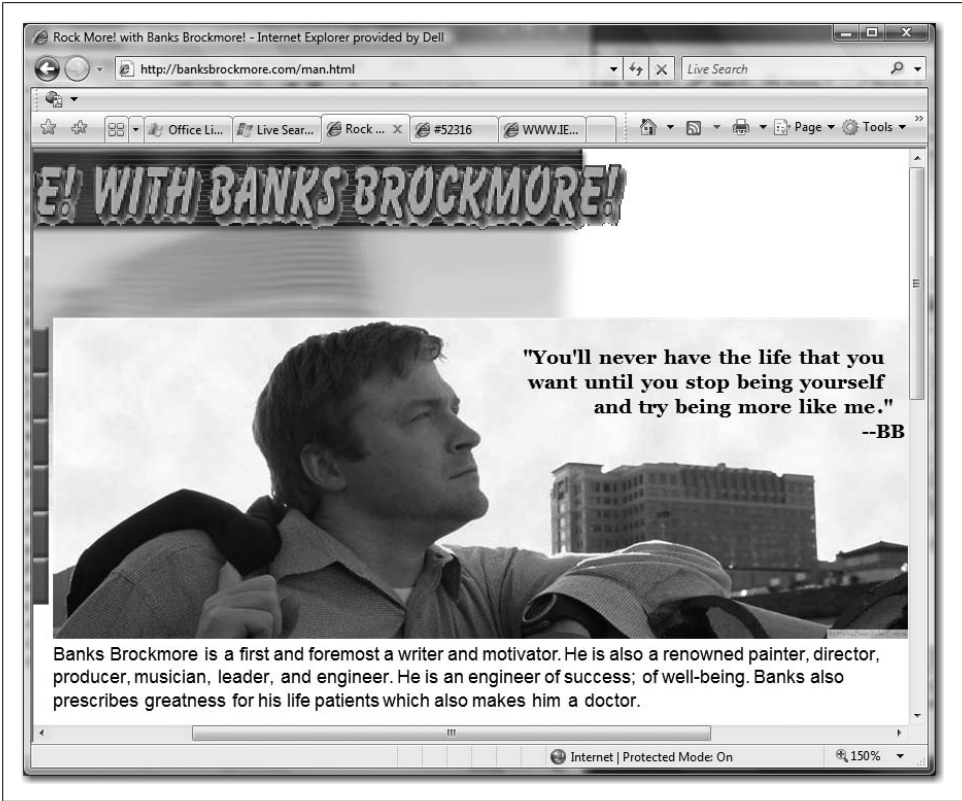 Rock More! with Banks Brockmore! - Internet Explorer provided by Dell
http://banksbrockmore.com/man.html
Live Search
Office Li...
Live Sear...
Rock ...
#52316
WWW.IE...
Page
Tools
E! WITH BANKS BROCKMORE!
"You'll never have the life that you
want until you stop being yourself
and try being more like me."
--BB
Banks Brockmore is a first and foremost a writer and motivator. He is also a renowned painter, director,
producer, musician, leader, and engineer. He is an engineer of success; of well-being. Banks also
prescribes greatness for his life patients which also makes him a doctor.
Internet | Protected Mode: On
150%